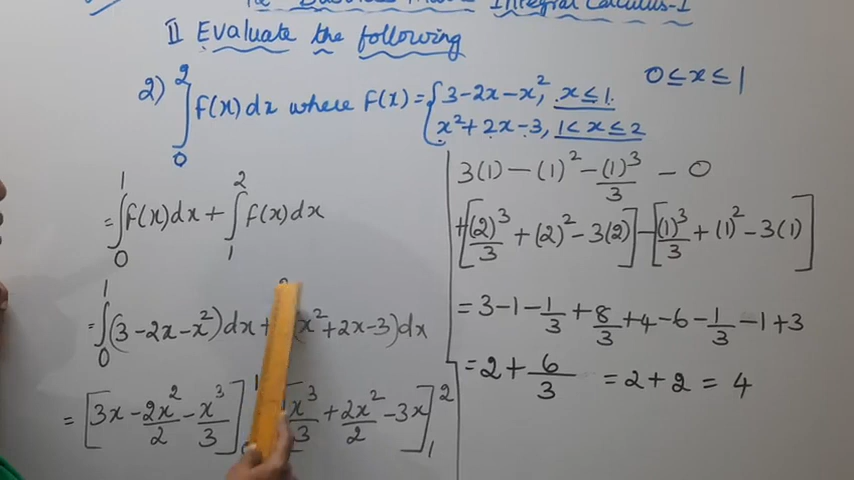 Integral Calculus-I
II Evaluate the following
2) ∫₀² f(x) dx where f(x) = { 3-2x-x², x≤1 0≤x≤1
x²+2x-3, 1<x≤2
= ∫₀¹ f(x) dx + ∫₁² f(x) dx
= ∫₀¹ (3-2x-x²) dx + x²+2x-3) dx
= [3x - 2x²/2 - x³/3] x³/3 + 2x²/2 - 3x]₁²
3(1) - (1)² - (1)³/3 - 0
+[(2)³/3 + (2)² - 3(2)] - [(1)³/3 + (1)² - 3(1)]
= 3-1-1/3 + 8/3 + 4-6-1/3-1+3
= 2 + 6/3 = 2+2 = 4